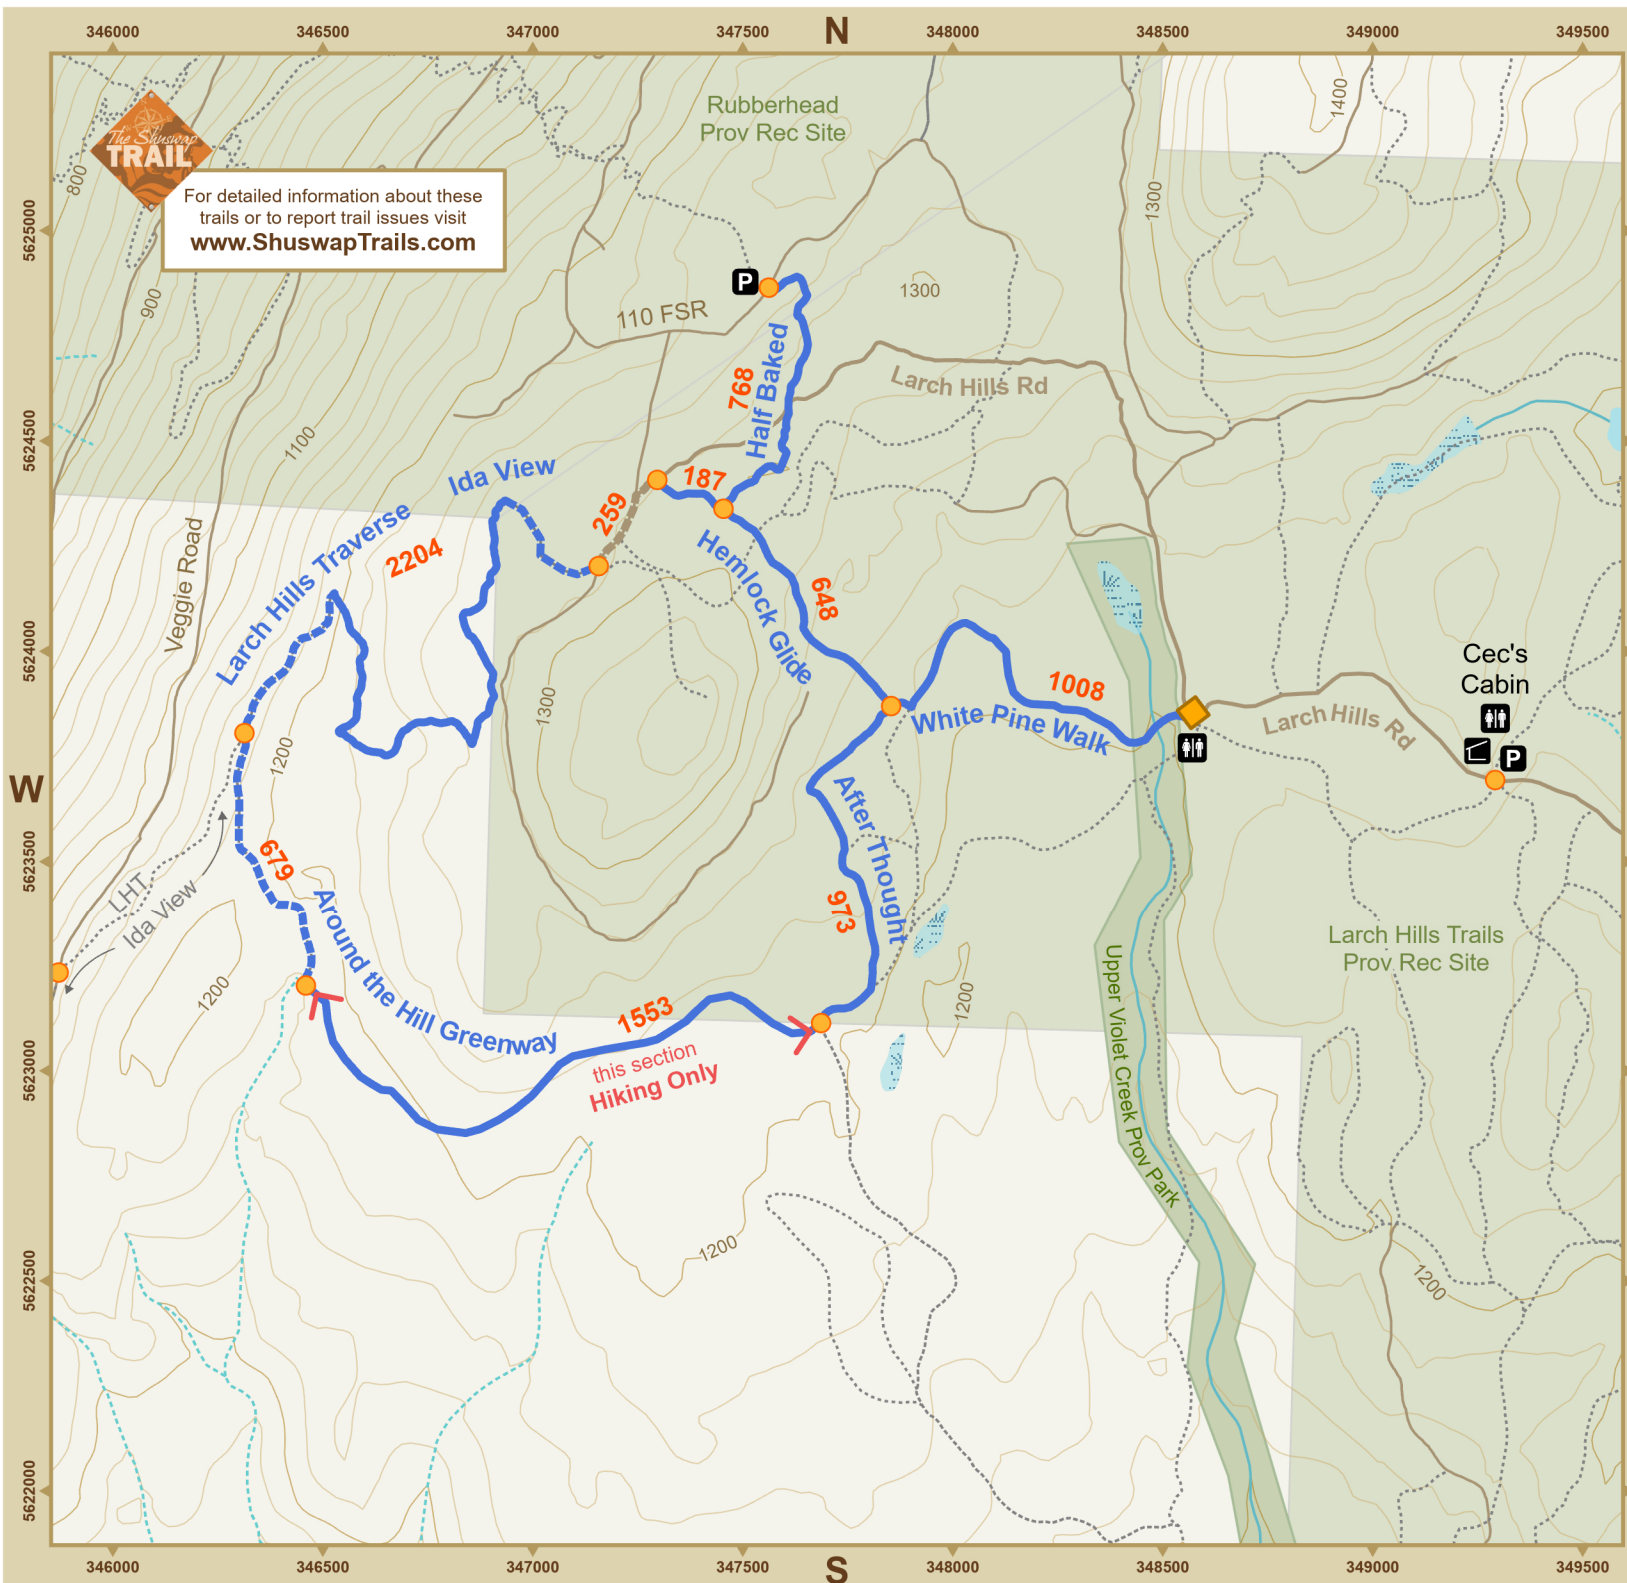 346000 346500 347000 347500 N 348000 348500 349000 349500
Rubberhead
Prov Rec Site
The Shuswap
TRAIL
For detailed information about these
trails or to report trail issues visit
www.ShuswapTrails.com
800
900
1100
1300
1300
1400
5625000
5624500
5624000
5623500
5623000
5622500
5622000
W
P
110 FSR
Half Baked
768
Larch Hills Rd
Ida View
187
259
Larch Hills Traverse
2204
Veggie Road
Hemlock Glide
648
1300
1008
White Pine Walk
Cec's
Cabin
P
Larch Hills Rd
1200
After Thought
973
679
LHT
Ida View
Around the Hill Greenway
1553
this section
Hiking Only
1200
1200
Upper Violet Creek Prov Park
Larch Hills Trails
Prov Rec Site
1200
1200
346000 346500 347000 347500 S 348000 348500 349000 349500